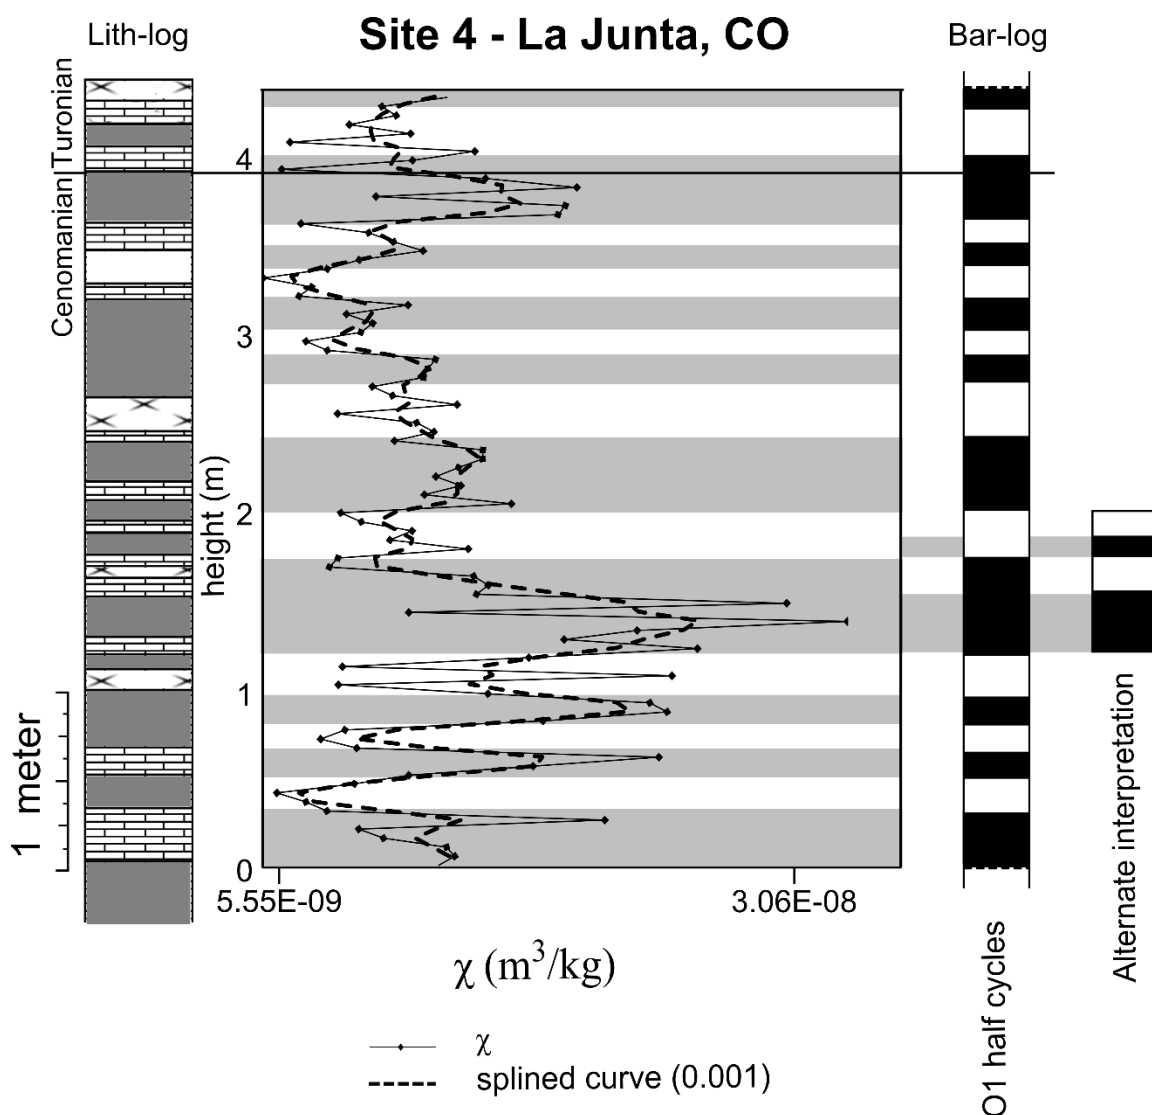 Lith-log
Site 4 - La Junta, CO
Bar-log
Turonian
Cenomanian
4
3
2
1
0
height (m)
1 meter
5.55E-09
3.06E-08
χ (m³/kg)
χ
splined curve (0.001)
O1 half cycles
Alternate interpretation